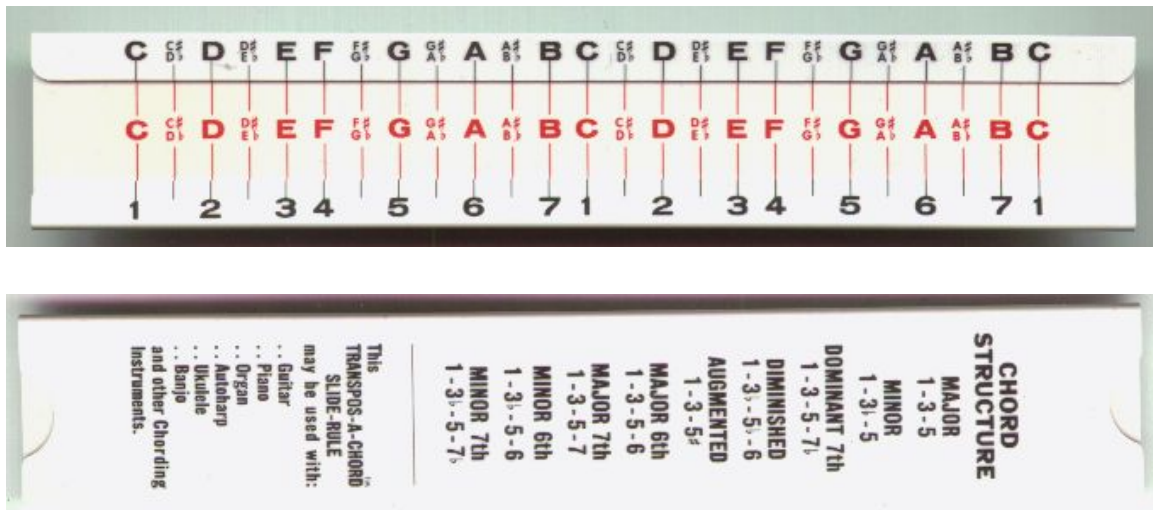 C C♯ D♭ D D♯ E♭ E F F♯ G♭ G G♯ A♭ A A♯ B♭ B C C♯ D♭ D D♯ E♭ E F F♯ G♭ G G♯ A♭ A A♯ B♭ B C
C C♯ D♭ D D♯ E♭ E F F♯ G♭ G G♯ A♭ A A♯ B♭ B C C♯ D♭ D D♯ E♭ E F F♯ G♭ G G♯ A♭ A A♯ B♭ B C
1 2 3 4 5 6 7 1 2 3 4 5 6 7 1
CHORD
STRUCTURE
MAJOR
1 - 3 - 5
MINOR
1 - 3♭ - 5
DOMINANT 7th
1 - 3 - 5 - 7♭
DIMINISHED
1 - 3♭ - 5♭ - 6
AUGMENTED
1 - 3 - 5♯
MAJOR 6th
1 - 3 - 5 - 6
MAJOR 7th
1 - 3 - 5 - 7
MINOR 6th
1 - 3♭ - 5 - 6
MINOR 7th
1 - 3♭ - 5 - 7♭
This
TRANSPOS-A-CHORD
SLIDE-RULE
may be used with:
. . Guitar
. . Piano
. . Organ
. . Autoharp
. . Ukulele
. . Banjo
and other Chording
Instruments.